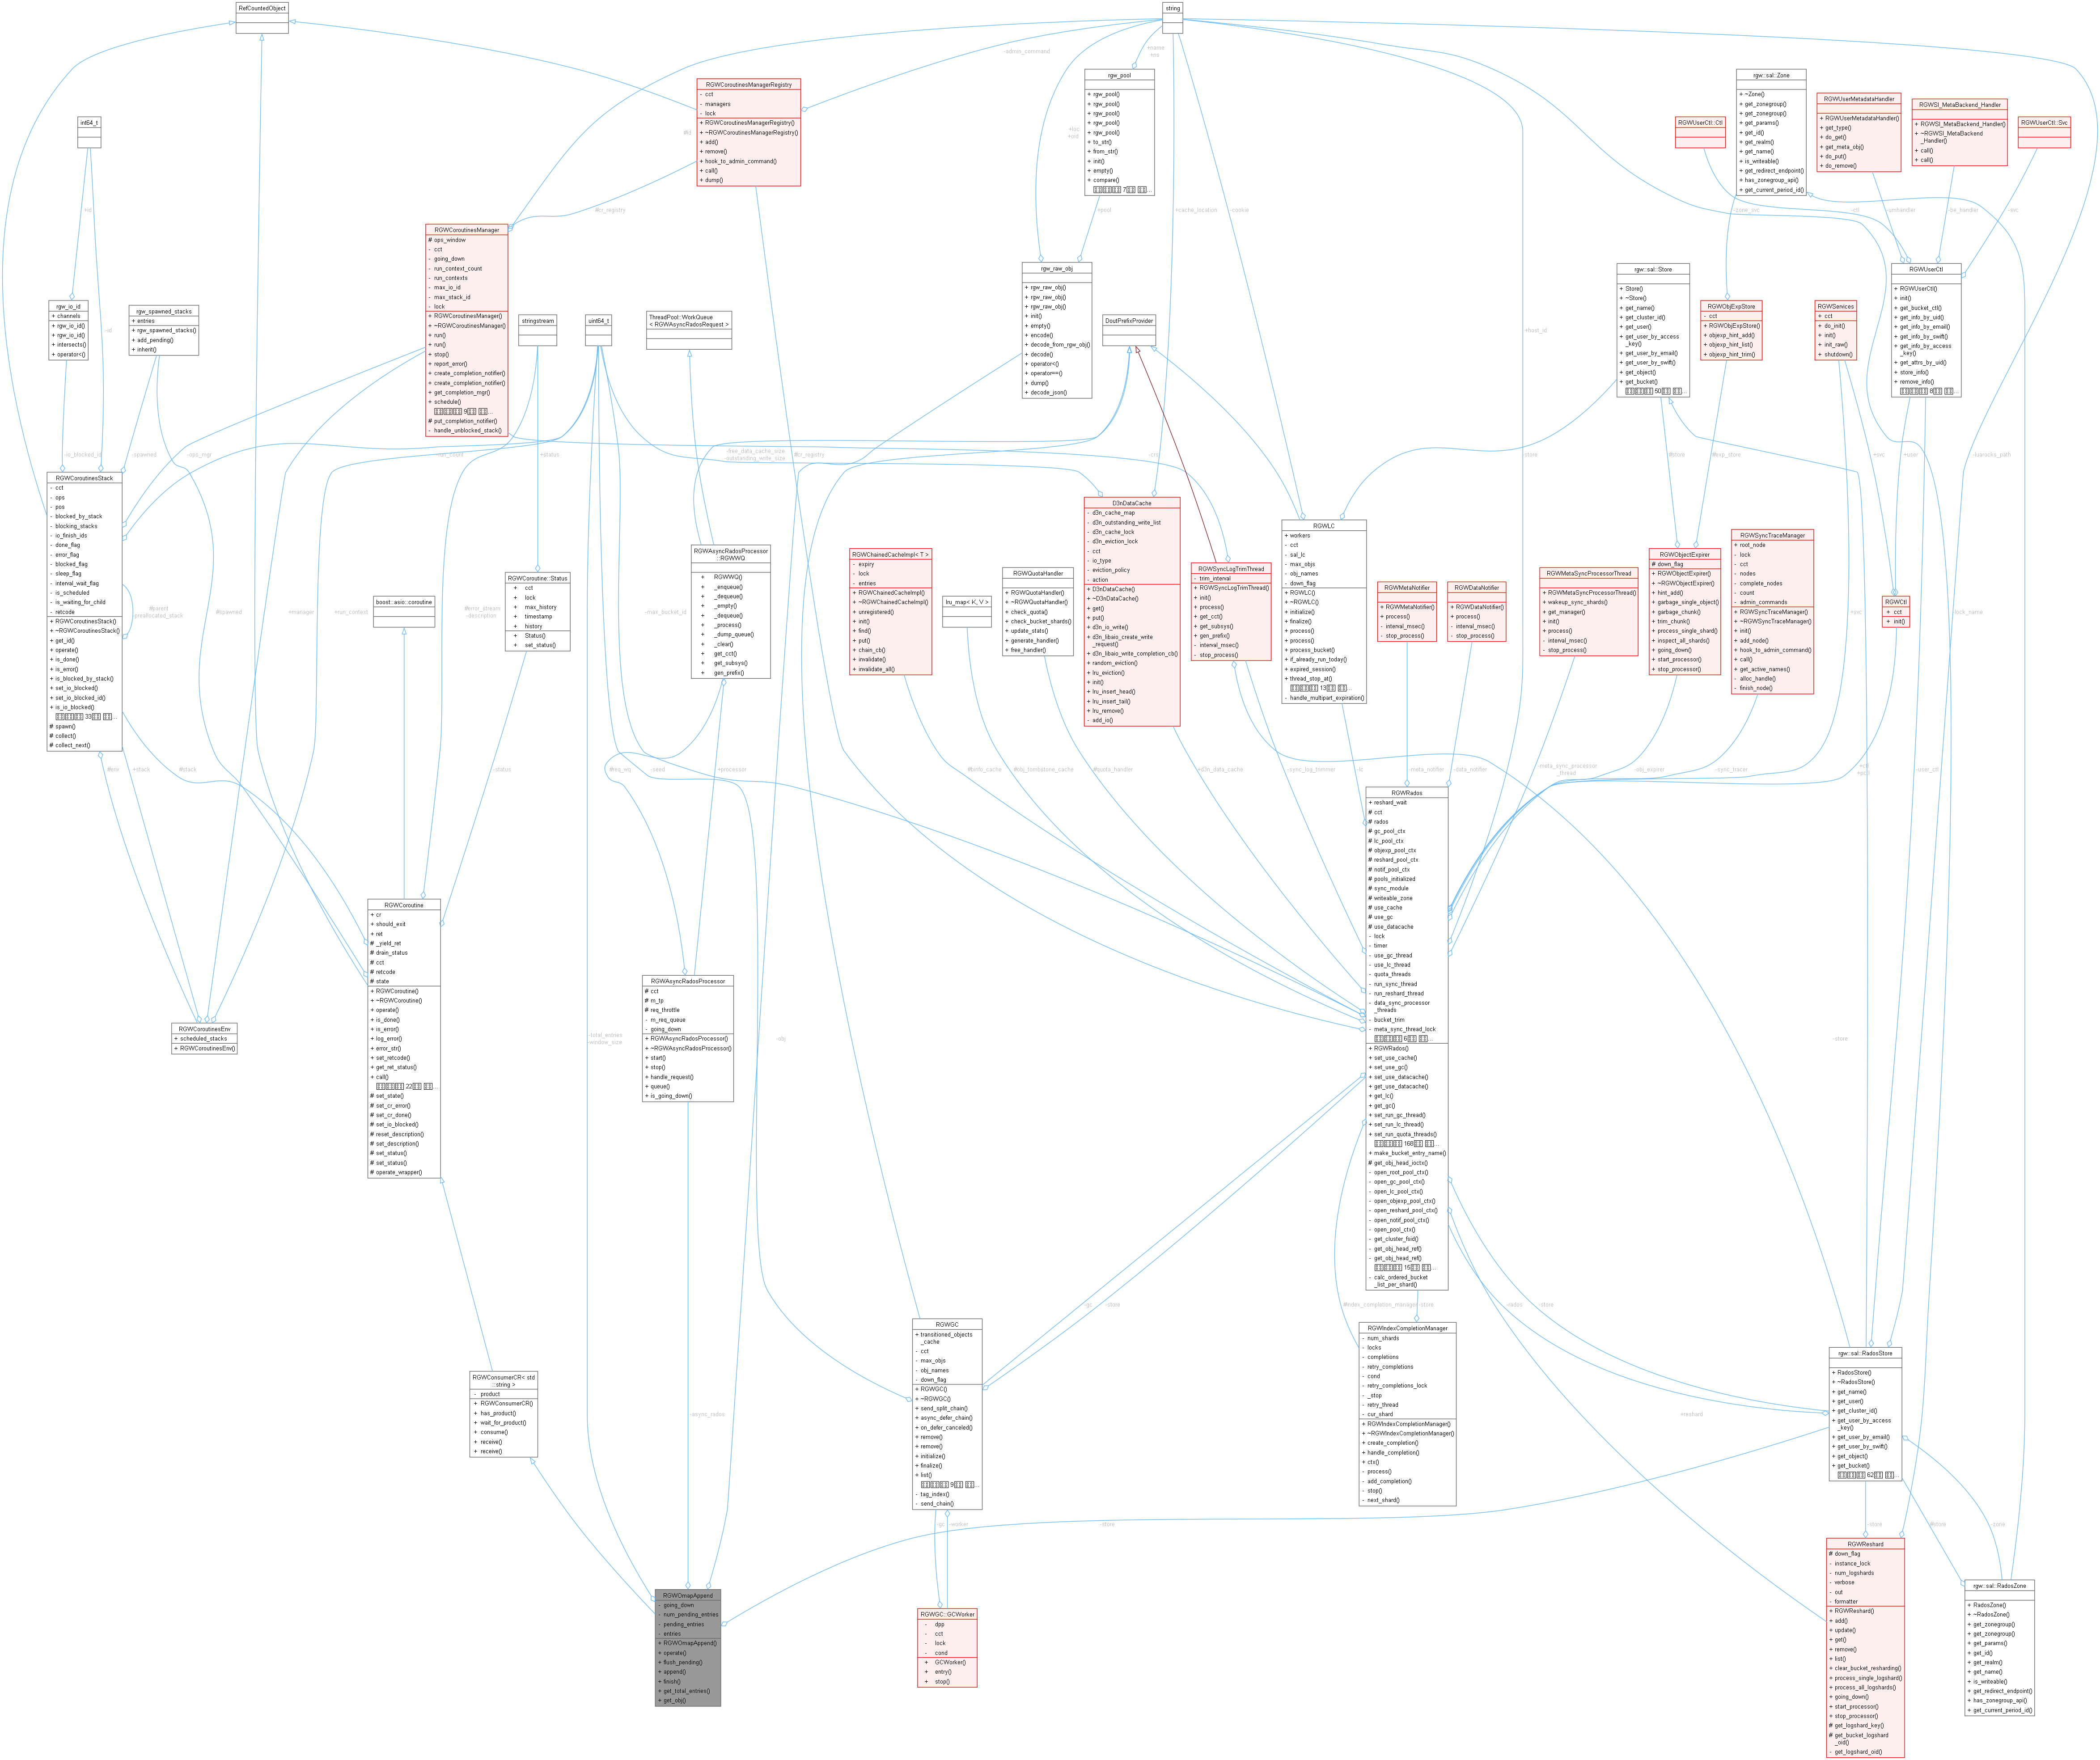 RefCountedObject
string
int64_t
RGWCoroutinesManagerRegistry
- cct
- managers
- lock
+ RGWCoroutinesManagerRegistry()
+ ~RGWCoroutinesManagerRegistry()
+ add()
+ remove()
+ hook_to_admin_command()
+ call()
+ dump()
rgw_pool
+ rgw_pool()
+ rgw_pool()
+ rgw_pool()
+ rgw_pool()
+ rgw_pool()
+ to_str()
+ from_str()
+ init()
+ empty()
+ compare()
rgw::sal::Zone
+ ~Zone()
+ get_zonegroup()
+ get_zonegroup()
+ get_params()
+ get_id()
+ get_realm()
+ get_name()
+ is_writeable()
+ get_redirect_endpoint()
+ has_zonegroup_api()
+ get_current_period_id()
RGWUserCtl::Ctl
RGWUserMetadataHandler
+ RGWUserMetadataHandler()
+ get_type()
+ do_get()
+ get_meta_obj()
+ do_put()
+ do_remove()
RGWSI_MetaBackend_Handler
+ RGWSI_MetaBackend_Handler()
+ ~RGWSI_MetaBackend
_Handler()
+ call()
+ call()
RGWUserCtl::Svc
RGWCoroutinesManager
# ops_window
- cct
- going_down
- run_context_count
- run_contexts
- max_io_id
- max_stack_id
- lock
+ RGWCoroutinesManager()
+ ~RGWCoroutinesManager()
+ run()
+ run()
+ stop()
+ report_error()
+ create_completion_notifier()
+ create_completion_notifier()
+ get_completion_mgr()
+ schedule()
# put_completion_notifier()
- handle_unblocked_stack()
rgw_io_id
+ channels
+ rgw_io_id()
+ rgw_io_id()
+ intersects()
+ operator<()
rgw_spawned_stacks
+ entries
+ rgw_spawned_stacks()
+ add_pending()
+ inherit()
stringstream
uint64_t
ThreadPool::WorkQueue
< RGWAsyncRadosRequest >
rgw_raw_obj
+ rgw_raw_obj()
+ rgw_raw_obj()
+ rgw_raw_obj()
+ init()
+ empty()
+ encode()
+ decode_from_rgw_obj()
+ decode()
+ operator<()
+ operator==()
+ dump()
+ decode_json()
DoutPrefixProvider
rgw::sal::Store
+ Store()
+ ~Store()
+ get_name()
+ get_cluster_id()
+ get_user()
+ get_user_by_access
_key()
+ get_user_by_email()
+ get_user_by_swift()
+ get_object()
+ get_bucket()
RGWObjExpStore
- cct
+ RGWObjExpStore()
+ objexp_hint_add()
+ objexp_hint_list()
+ objexp_hint_trim()
RGWServices
+ cct
+ do_init()
+ init()
+ init_raw()
+ shutdown()
RGWUserCtl
+ RGWUserCtl()
+ init()
+ get_bucket_ctl()
+ get_info_by_uid()
+ get_info_by_email()
+ get_info_by_swift()
+ get_info_by_access
_key()
+ get_attrs_by_uid()
+ store_info()
+ remove_info()
RGWCoroutinesStack
- cct
- ops
- pos
- blocked_by_stack
- blocking_stacks
- io_finish_ids
- done_flag
- error_flag
- blocked_flag
- sleep_flag
- interval_wait_flag
- is_scheduled
- is_waiting_for_child
- retcode
+ RGWCoroutinesStack()
+ ~RGWCoroutinesStack()
+ get_id()
+ operate()
+ is_done()
+ is_error()
+ is_blocked_by_stack()
+ set_io_blocked()
+ set_io_blocked_id()
+ is_io_blocked()
# spawn()
# collect()
# collect_next()
RGWCoroutine::Status
+ cct
+ lock
+ max_history
+ timestamp
+ history
+ Status()
+ set_status()
boost::asio::coroutine
RGWAsyncRadosProcessor
::RGWWQ
+ RGWWQ()
+ _enqueue()
+ _dequeue()
+ _empty()
+ _dequeue()
+ _process()
+ _dump_queue()
+ _clear()
+ get_cct()
+ get_subsys()
+ gen_prefix()
RGWChainedCacheImpl< T >
- expiry
- lock
- entries
+ RGWChainedCacheImpl()
+ ~RGWChainedCacheImpl()
+ unregistered()
+ init()
+ find()
+ put()
+ chain_cb()
+ invalidate()
+ invalidate_all()
lru_map< K, V >
RGWQuotaHandler
+ RGWQuotaHandler()
+ ~RGWQuotaHandler()
+ check_quota()
+ check_bucket_shards()
+ update_stats()
+ generate_handler()
+ free_handler()
D3nDataCache
- d3n_cache_map
- d3n_outstanding_write_list
- d3n_cache_lock
- d3n_eviction_lock
- cct
- io_type
- eviction_policy
- action
+ D3nDataCache()
+ ~D3nDataCache()
+ get()
+ put()
+ d3n_io_write()
+ d3n_libaio_create_write
_request()
+ d3n_libaio_write_completion_cb()
+ random_eviction()
+ lru_eviction()
+ init()
+ lru_insert_head()
+ lru_insert_tail()
+ lru_remove()
- add_io()
RGWSyncLogTrimThread
- trim_interval
+ RGWSyncLogTrimThread()
+ init()
+ process()
+ get_cct()
+ get_subsys()
+ gen_prefix()
- interval_msec()
- stop_process()
RGWLC
+ workers
- cct
- sal_lc
- max_objs
- obj_names
- down_flag
+ RGWLC()
+ ~RGWLC()
+ initialize()
+ finalize()
+ process()
+ process()
+ process_bucket()
+ if_already_run_today()
+ expired_session()
+ thread_stop_at()
- handle_multipart_expiration()
RGWMetaNotifier
+ RGWMetaNotifier()
+ process()
- interval_msec()
- stop_process()
RGWDataNotifier
+ RGWDataNotifier()
+ process()
- interval_msec()
- stop_process()
RGWMetaSyncProcessorThread
+ RGWMetaSyncProcessorThread()
+ wakeup_sync_shards()
+ get_manager()
+ init()
+ process()
- interval_msec()
- stop_process()
RGWObjectExpirer
# down_flag
+ RGWObjectExpirer()
+ ~RGWObjectExpirer()
+ hint_add()
+ garbage_single_object()
+ garbage_chunk()
+ trim_chunk()
+ process_single_shard()
+ inspect_all_shards()
+ going_down()
+ start_processor()
+ stop_processor()
RGWSyncTraceManager
+ root_node
- lock
- cct
- nodes
- complete_nodes
- count
- admin_commands
+ RGWSyncTraceManager()
+ ~RGWSyncTraceManager()
+ init()
+ add_node()
+ hook_to_admin_command()
+ call()
+ get_active_names()
- alloc_handle()
- finish_node()
RGWCtl
+ cct
+ init()
RGWRados
+ reshard_wait
# cct
# rados
# gc_pool_ctx
# lc_pool_ctx
# objexp_pool_ctx
# reshard_pool_ctx
# notif_pool_ctx
# pools_initialized
# sync_module
# writeable_zone
# use_cache
# use_gc
# use_datacache
- lock
- timer
- use_gc_thread
- use_lc_thread
- quota_threads
- run_sync_thread
- run_reshard_thread
- data_sync_processor
_threads
- bucket_trim
- meta_sync_thread_lock
+ RGWRados()
+ set_use_cache()
+ set_use_gc()
+ set_use_datacache()
+ get_use_datacache()
+ get_lc()
+ get_gc()
+ set_run_gc_thread()
+ set_run_lc_thread()
+ set_run_quota_threads()
+ make_bucket_entry_name()
# get_obj_head_ioctx()
- open_root_pool_ctx()
- open_gc_pool_ctx()
- open_lc_pool_ctx()
- open_objexp_pool_ctx()
- open_reshard_pool_ctx()
- open_notif_pool_ctx()
- open_pool_ctx()
- get_cluster_fsid()
- get_obj_head_ref()
- get_obj_head_ref()
- calc_ordered_bucket
_list_per_shard()
RGWCoroutine
+ cr
+ should_exit
+ ret
# _yield_ret
# drain_status
# cct
# retcode
# state
+ RGWCoroutine()
+ ~RGWCoroutine()
+ operate()
+ is_done()
+ is_error()
+ log_error()
+ error_str()
+ set_retcode()
+ get_ret_status()
+ call()
# set_state()
# set_cr_error()
# set_cr_done()
# set_io_blocked()
# reset_description()
# set_description()
# set_status()
# set_status()
# operate_wrapper()
RGWCoroutinesEnv
+ scheduled_stacks
+ RGWCoroutinesEnv()
RGWAsyncRadosProcessor
# cct
# m_tp
# req_throttle
- m_req_queue
- going_down
+ RGWAsyncRadosProcessor()
+ ~RGWAsyncRadosProcessor()
+ start()
+ stop()
+ handle_request()
+ queue()
+ is_going_down()
RGWGC
+ transitioned_objects
_cache
- cct
- max_objs
- obj_names
- down_flag
+ RGWGC()
+ ~RGWGC()
+ send_split_chain()
+ async_defer_chain()
+ on_defer_canceled()
+ remove()
+ remove()
+ initialize()
+ finalize()
+ list()
- tag_index()
- send_chain()
RGWIndexCompletionManager
- num_shards
- locks
- completions
- retry_completions
- cond
- retry_completions_lock
- _stop
- retry_thread
- cur_shard
+ RGWIndexCompletionManager()
+ ~RGWIndexCompletionManager()
+ create_completion()
+ handle_completion()
+ ctx()
- process()
- add_completion()
- stop()
- next_shard()
rgw::sal::RadosStore
+ RadosStore()
+ ~RadosStore()
+ get_name()
+ get_user()
+ get_cluster_id()
+ get_user_by_access
_key()
+ get_user_by_email()
+ get_user_by_swift()
+ get_object()
+ get_bucket()
RGWConsumerCR< std
::string >
- product
+ RGWConsumerCR()
+ has_product()
+ wait_for_product()
+ consume()
+ receive()
+ receive()
RGWOmapAppend
- going_down
- num_pending_entries
- pending_entries
- entries
+ RGWOmapAppend()
+ operate()
+ flush_pending()
+ append()
+ finish()
+ get_total_entries()
+ get_obj()
RGWGC::GCWorker
- dpp
- cct
- lock
- cond
+ GCWorker()
+ entry()
+ stop()
RGWReshard
# down_flag
- instance_lock
- num_logshards
- verbose
- out
- formatter
+ RGWReshard()
+ add()
+ update()
+ get()
+ remove()
+ list()
+ clear_bucket_resharding()
+ process_single_logshard()
+ process_all_logshards()
+ going_down()
+ start_processor()
+ stop_processor()
# get_logshard_key()
# get_bucket_logshard
_oid()
- get_logshard_oid()
rgw::sal::RadosZone
+ RadosZone()
+ ~RadosZone()
+ get_zonegroup()
+ get_zonegroup()
+ get_params()
+ get_id()
+ get_realm()
+ get_name()
+ is_writeable()
+ get_redirect_endpoint()
+ has_zonegroup_api()
+ get_current_period_id()